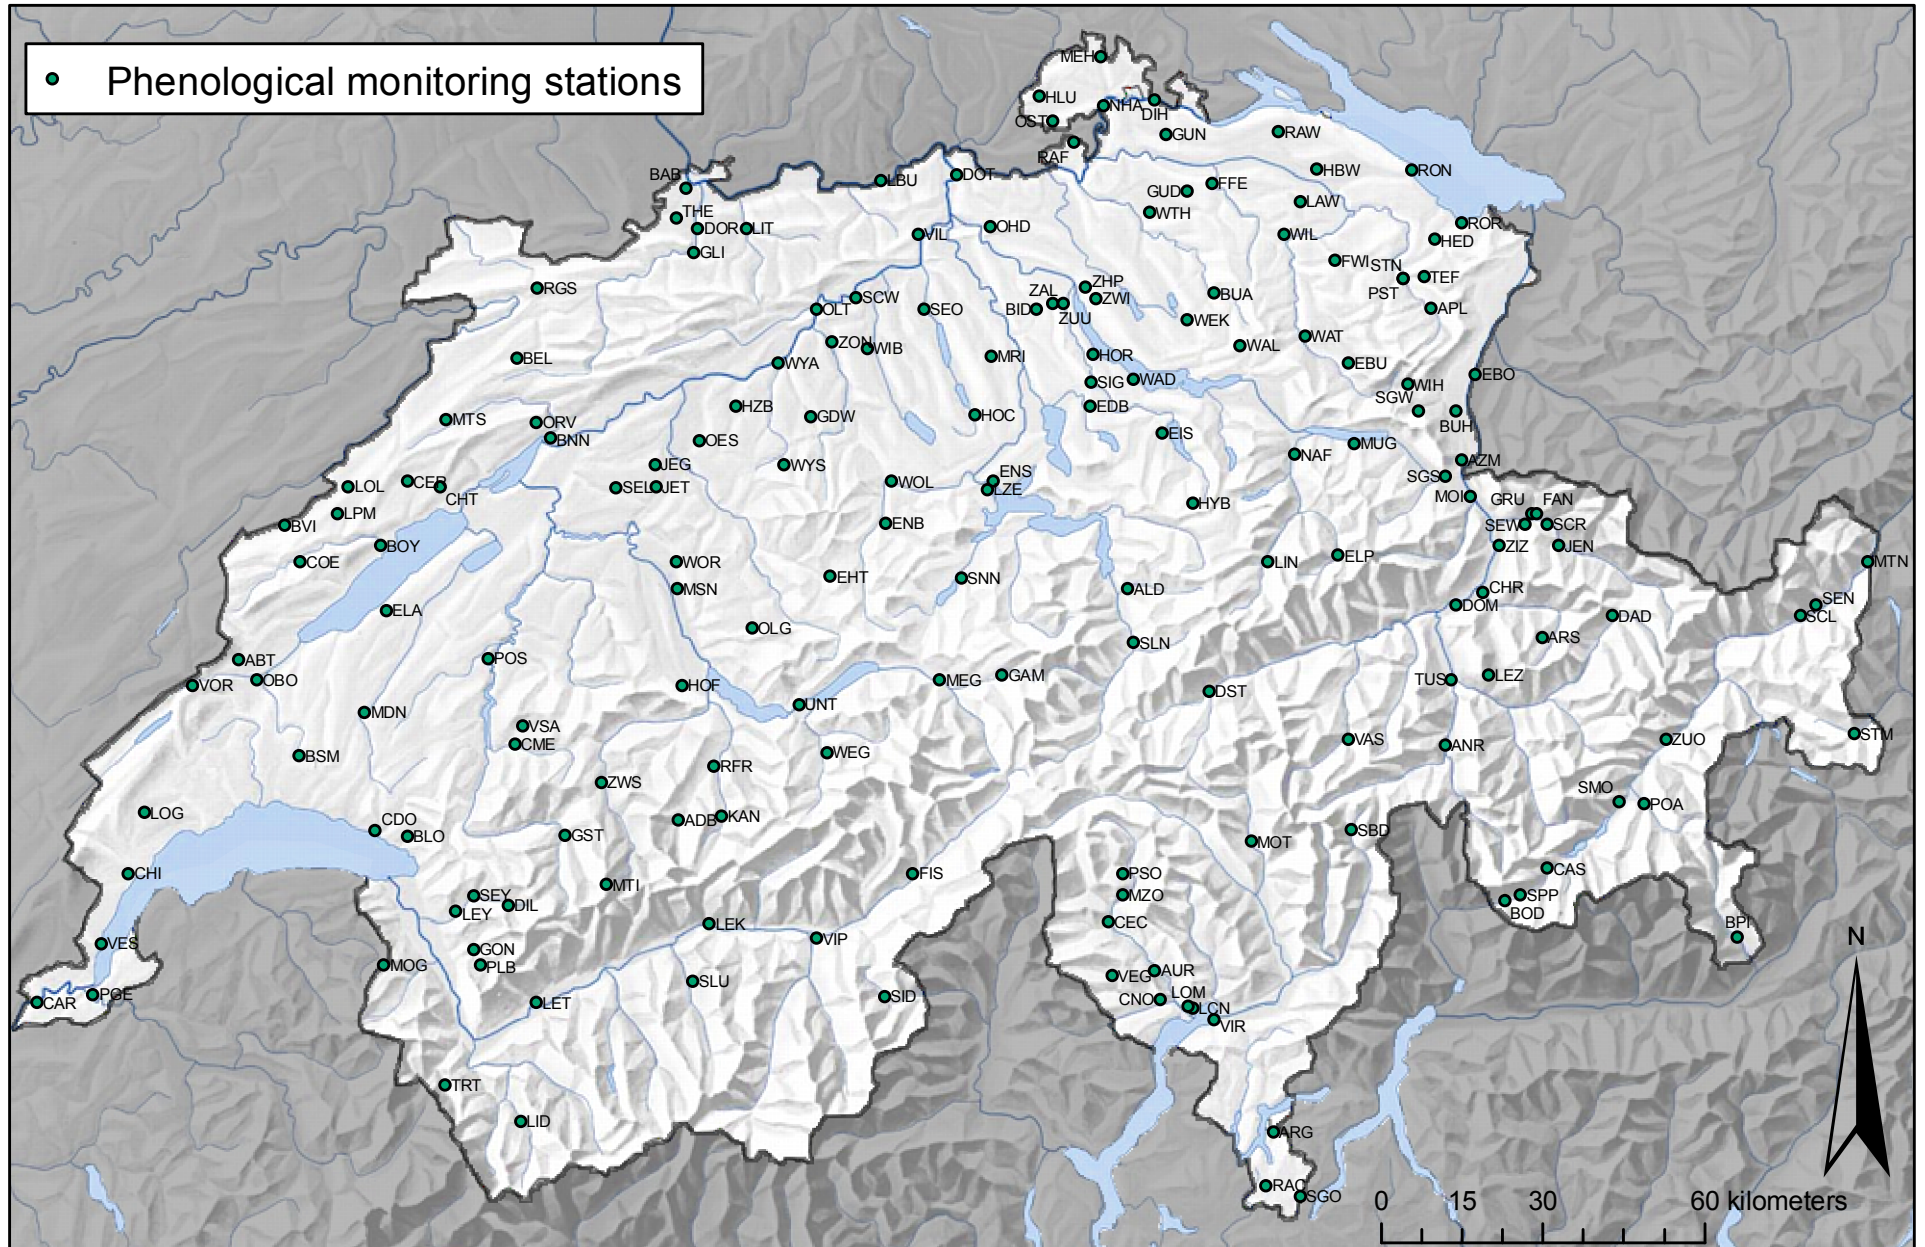 Phenological monitoring stations
MEH
HLU
NHA
DIH
OST
GUN
RAW
RAF
BAB
LBU
DOT
HBW
RON
GUD
FFE
THE
WTH
LAW
DOR
LIT
OHD
ROR
VIL
WIL
HED
GLI
FWI
STN
TEF
RGS
ZHP
PST
SCW
ZAL
ZWI
BUA
OLT
SEO
BID
ZUU
APL
WEK
ZON
WIB
WAT
WAL
BEL
MRI
HOR
WYA
EBU
EBO
SIG
WAD
WIH
HZB
EDB
SGW
MTS
GDW
HOC
BUH
ORV
BNN
EIS
OES
MUG
NAF
JEG
WYS
AZM
ENS
SGS
LOL
CER
CHT
SEL
JET
WOL
LZE
MOI
HYB
GRU
FAN
LPM
BVI
ENB
SEW
SCR
BOY
ZIZ
JEN
COE
WOR
LIN
ELP
MTN
EHT
SNN
MSN
ALD
CHR
ELA
DOM
SEN
DAD
SCL
OLG
ARS
SLN
POS
ABT
OBO
VOR
HOF
MEG
GAM
TUS
LEZ
DST
UNT
MDN
VSA
CME
STM
VAS
ANR
ZUO
BSM
WEG
RFR
ZWS
SMO
POA
LOG
ADB
KAN
CDO
BLO
GST
SBD
MOT
CHI
FIS
PSO
CAS
MTI
SEY
MZO
SPP
DIL
BOD
LEY
LEK
CEC
BPI
N
VIP
VES
GON
MOG
PLB
VEG
AUR
SLU
PGE
SID
CAR
LET
CNO
LOM
LCN
VIR
TRT
LID
ARG
RAC
SGO
0 15 30 60 kilometers